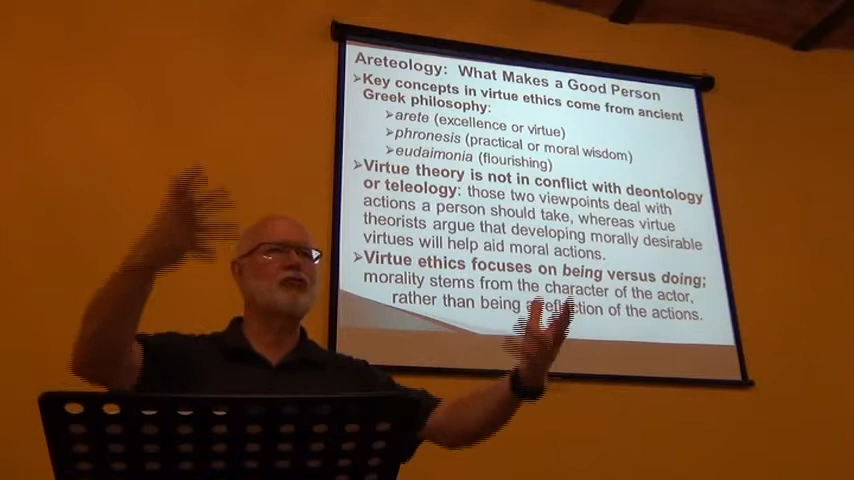 Areteology: What Makes a Good Person
➢Key concepts in virtue ethics come from ancient
Greek philosophy:
➢arete (excellence or virtue)
➢phronesis (practical or moral wisdom)
➢eudaimonia (flourishing)
➢Virtue theory is not in conflict with deontology
or teleology: those two viewpoints deal with
actions a person should take, whereas virtue
theorists argue that developing morally desirable
virtues will help aid moral actions.
➢Virtue ethics focuses on being versus doing;
morality stems from the character of the actor,
rather than being a reflection of the actions.